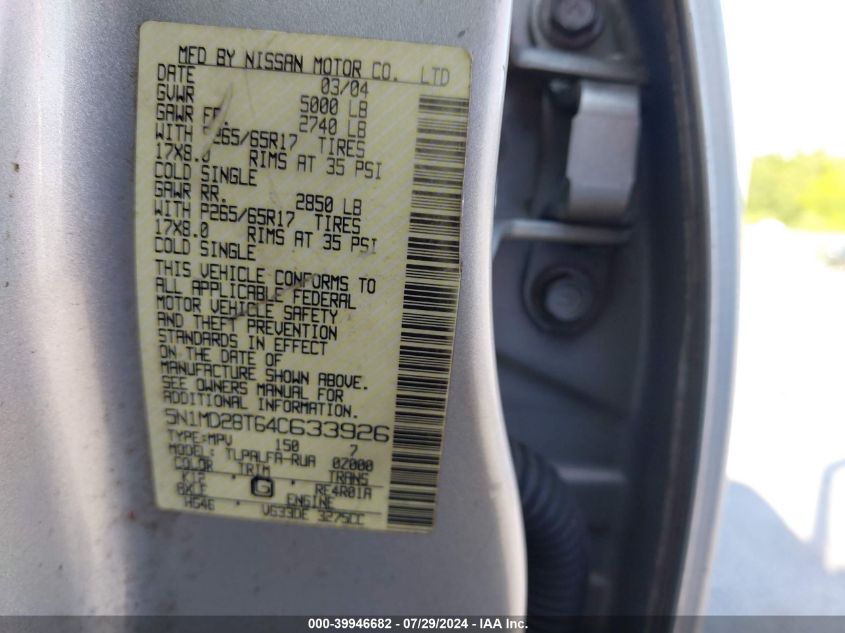 MFD BY NISSAN MOTOR CO. LTD
DATE 03/04
GVWR 5000 LB
GAWR FR. 2740 LB
WITH P265/65R17 TIRES
17X8.0 RIMS AT 35 PSI
COLD SINGLE
GAWR RR. 2850 LB
WITH P265/65R17 TIRES
17X8.0 RIMS AT 35 PSI
COLD SINGLE
THIS VEHICLE CONFORMS TO
ALL APPLICABLE FEDERAL
MOTOR VEHICLE SAFETY
AND THEFT PREVENTION
STANDARDS IN EFFECT
ON THE DATE OF
MANUFACTURE SHOWN ABOVE.
SEE OWNERS MANUAL FOR
ADDITIONAL INFORMATION.
5N1MD28T64C633926
TYPE:MPV 150 7
MODEL: TLPALFA-RUA 0Z000
COLOR TRIM TRANS
G RE4R01A
ENGINE
A646 VG33DE 3275CC
000-39946682 / 07/29/2024 - IAA Inc.